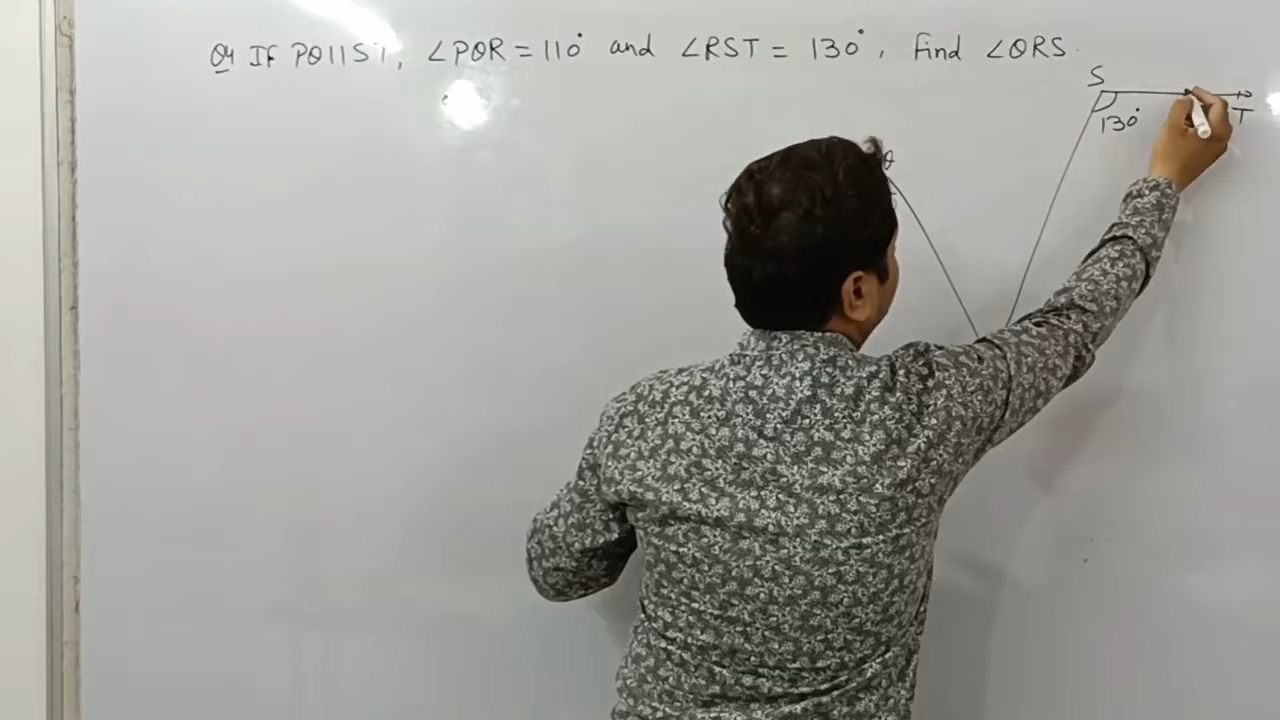 Q4 IF PQ||ST, ∠PQR = 110° and ∠RST = 130°, Find ∠QRS.
S
130°
T
Q